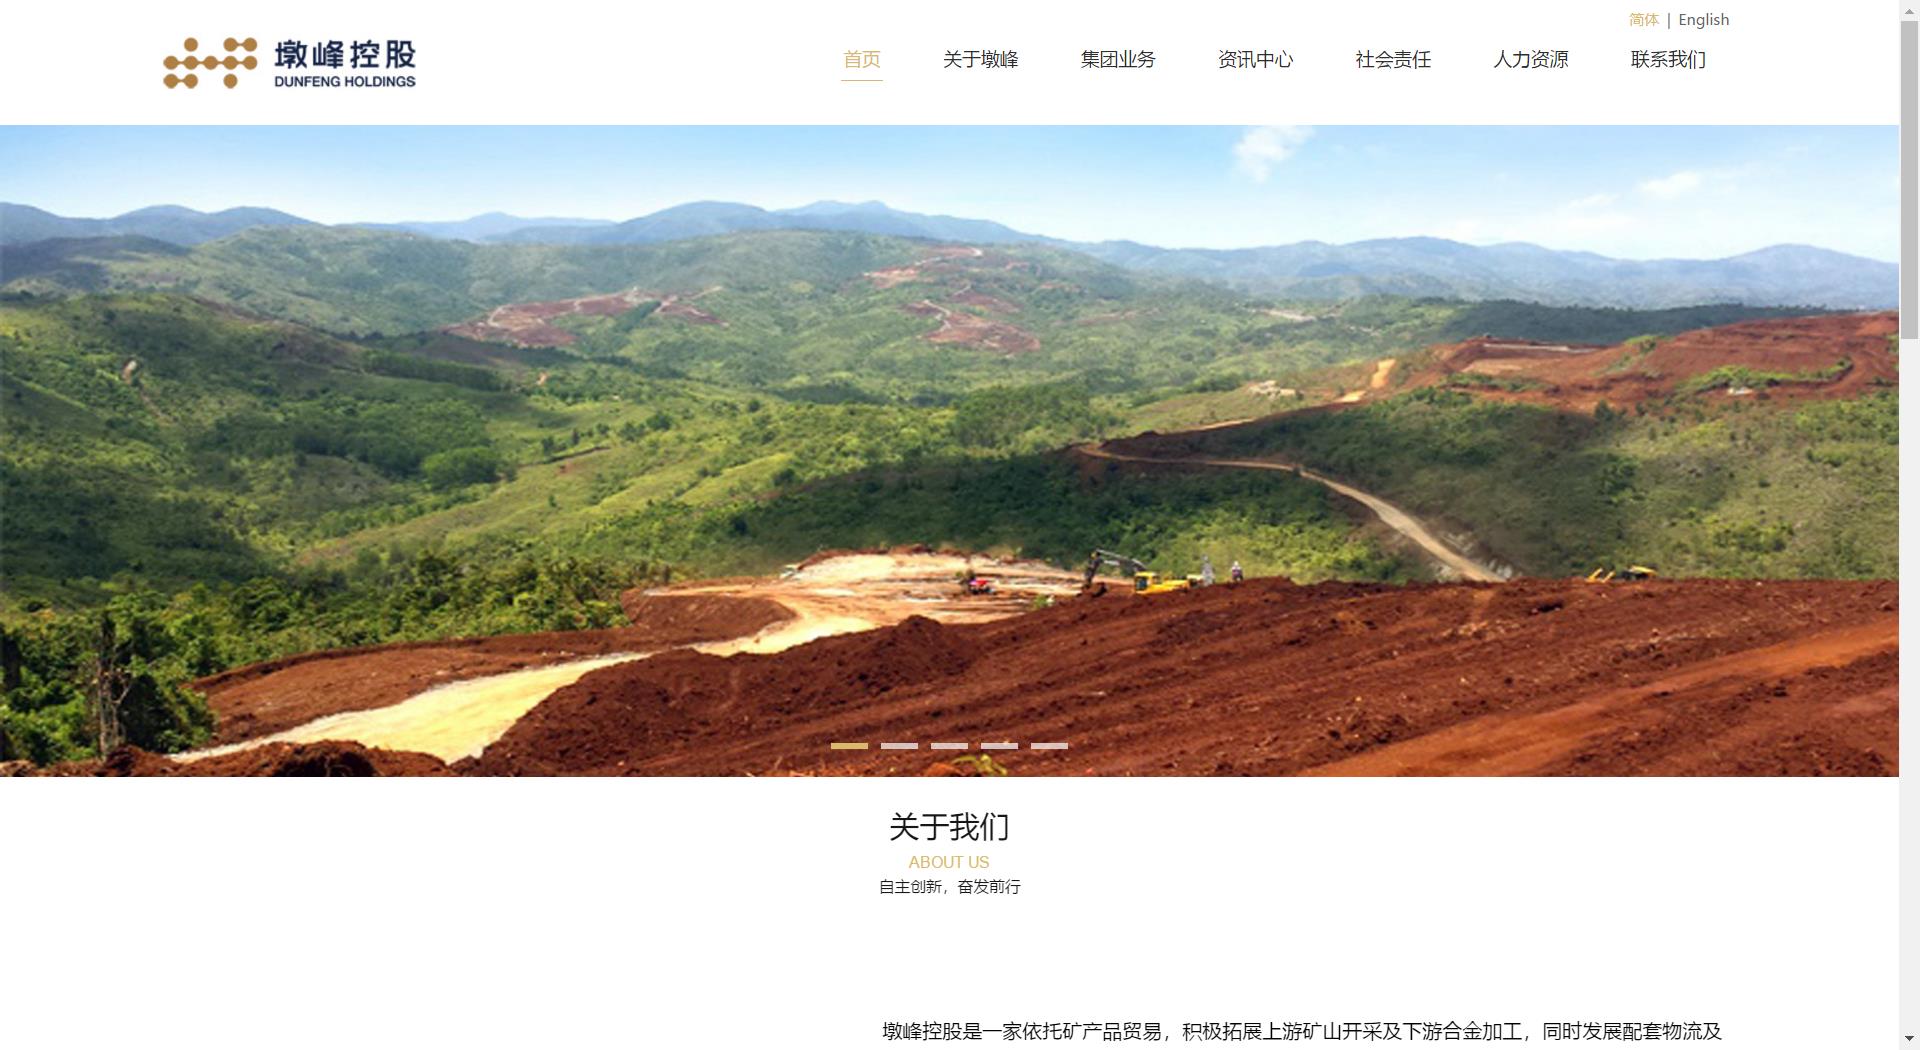 简体 | English
墩峰控股
DUNFENG HOLDINGS
首页 关于墩峰 集团业务 资讯中心 社会责任 人力资源 联系我们
关于我们
ABOUT US
自主创新，奋发前行
墩峰控股是一家依托矿产品贸易，积极拓展上游矿山开采及下游合金加工，同时发展配套物流及